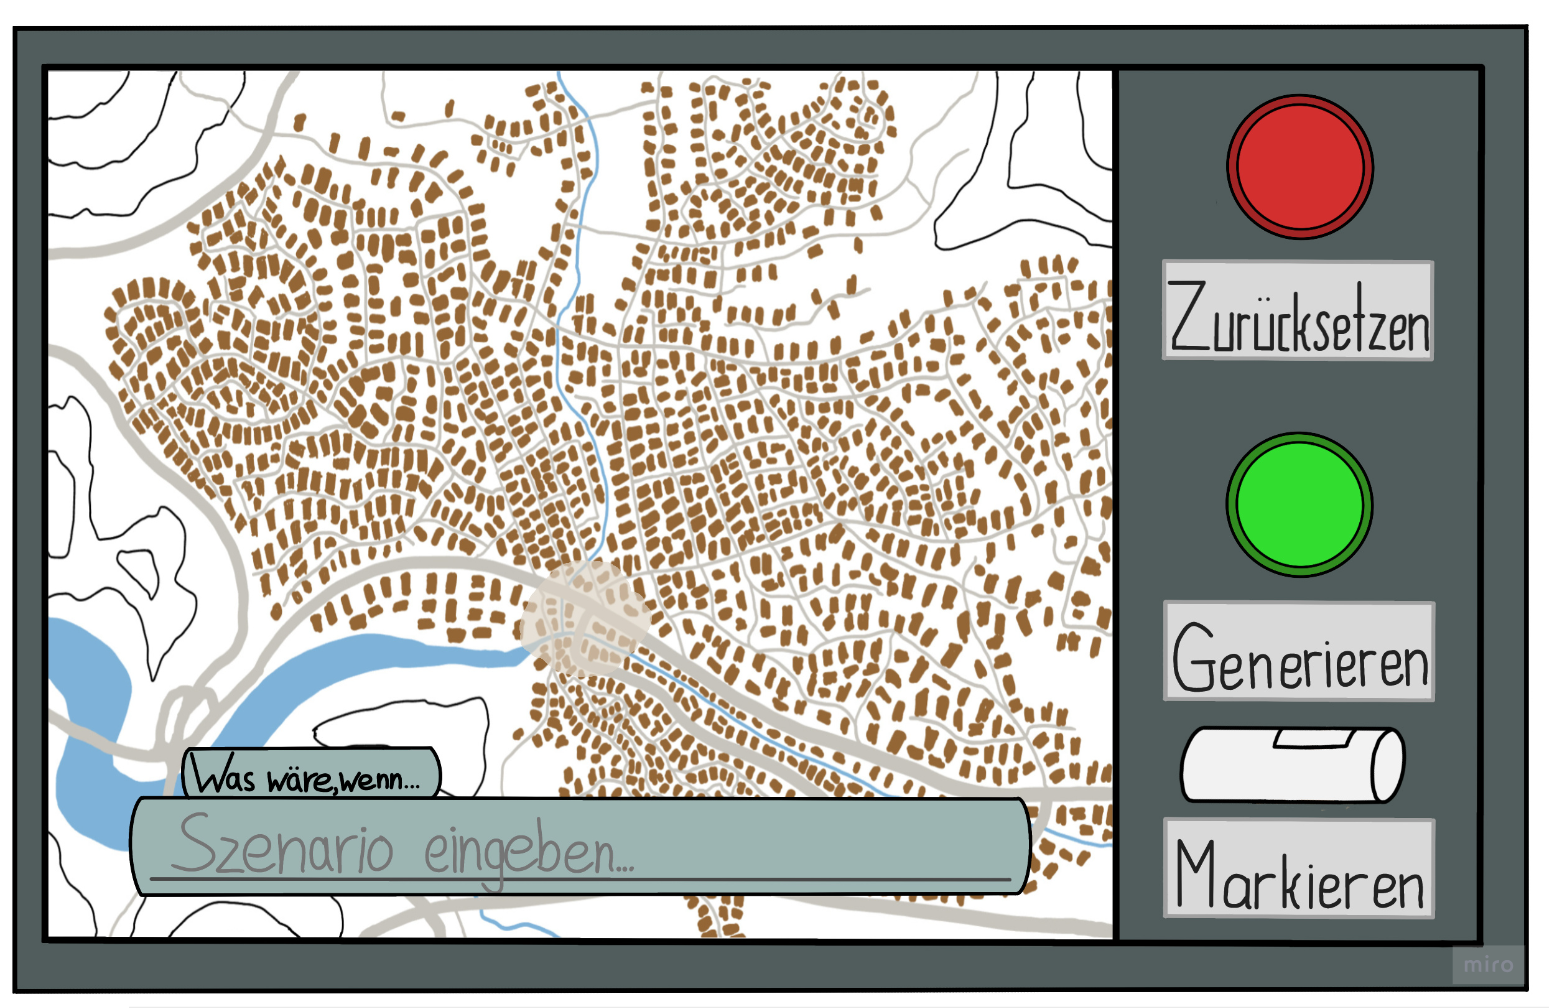 Zurücksetzen
Generieren
Markieren
Was wäre, wenn...
Szenario eingeben...
miro